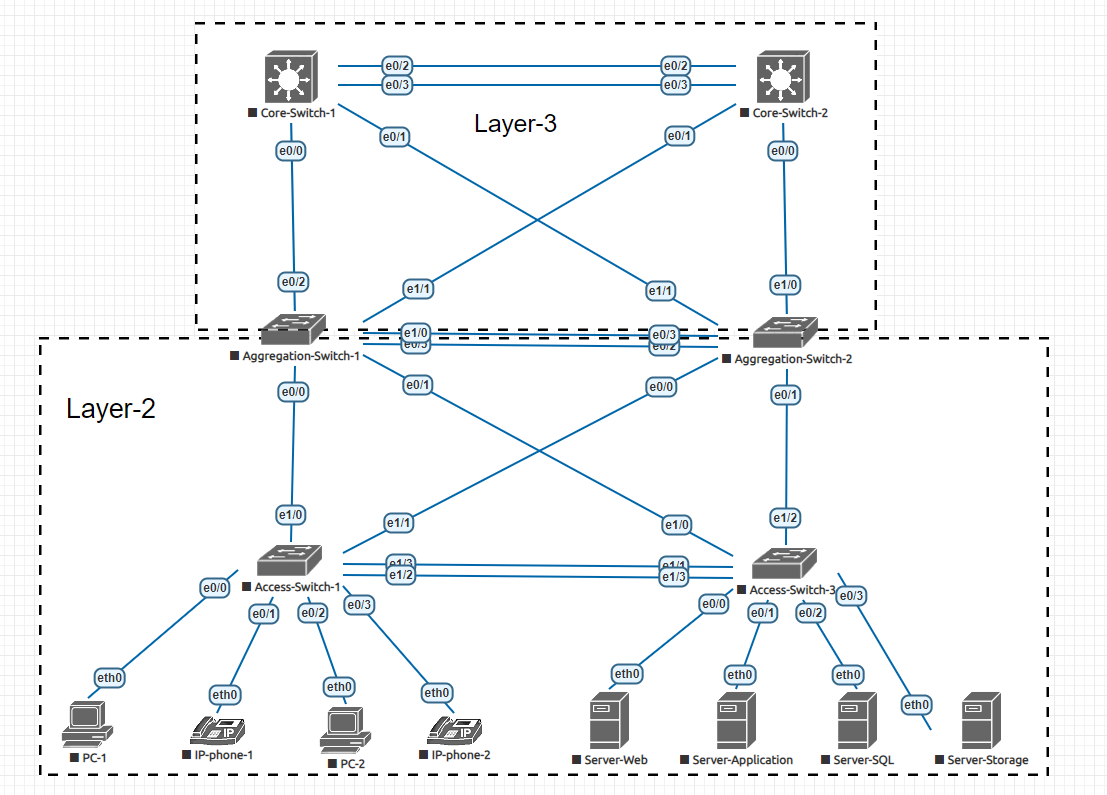 e0/2 e0/2
e0/3 e0/3
Core-Switch-1 Core-Switch-2
Layer-3
e0/1 e0/1
e0/0 e0/0
e0/2 e1/1 e1/1 e1/0
e1/0 e0/3
e0/3 e0/2
Aggregation-Switch-1 Aggregation-Switch-2
e0/0 e0/1 e0/0 e0/1
Layer-2
e1/0 e1/1 e1/0 e1/2
e1/3 e1/1
e1/2 e1/3
Access-Switch-1 Access-Switch-3
e0/0 e0/1 e0/2 e0/3 e0/0 e0/1 e0/2 e0/3
eth0 eth0 eth0 eth0 eth0 eth0 eth0 eth0
IP IP
PC-1 IP-phone-1 PC-2 IP-phone-2 Server-Web Server-Application Server-SQL Server-Storage